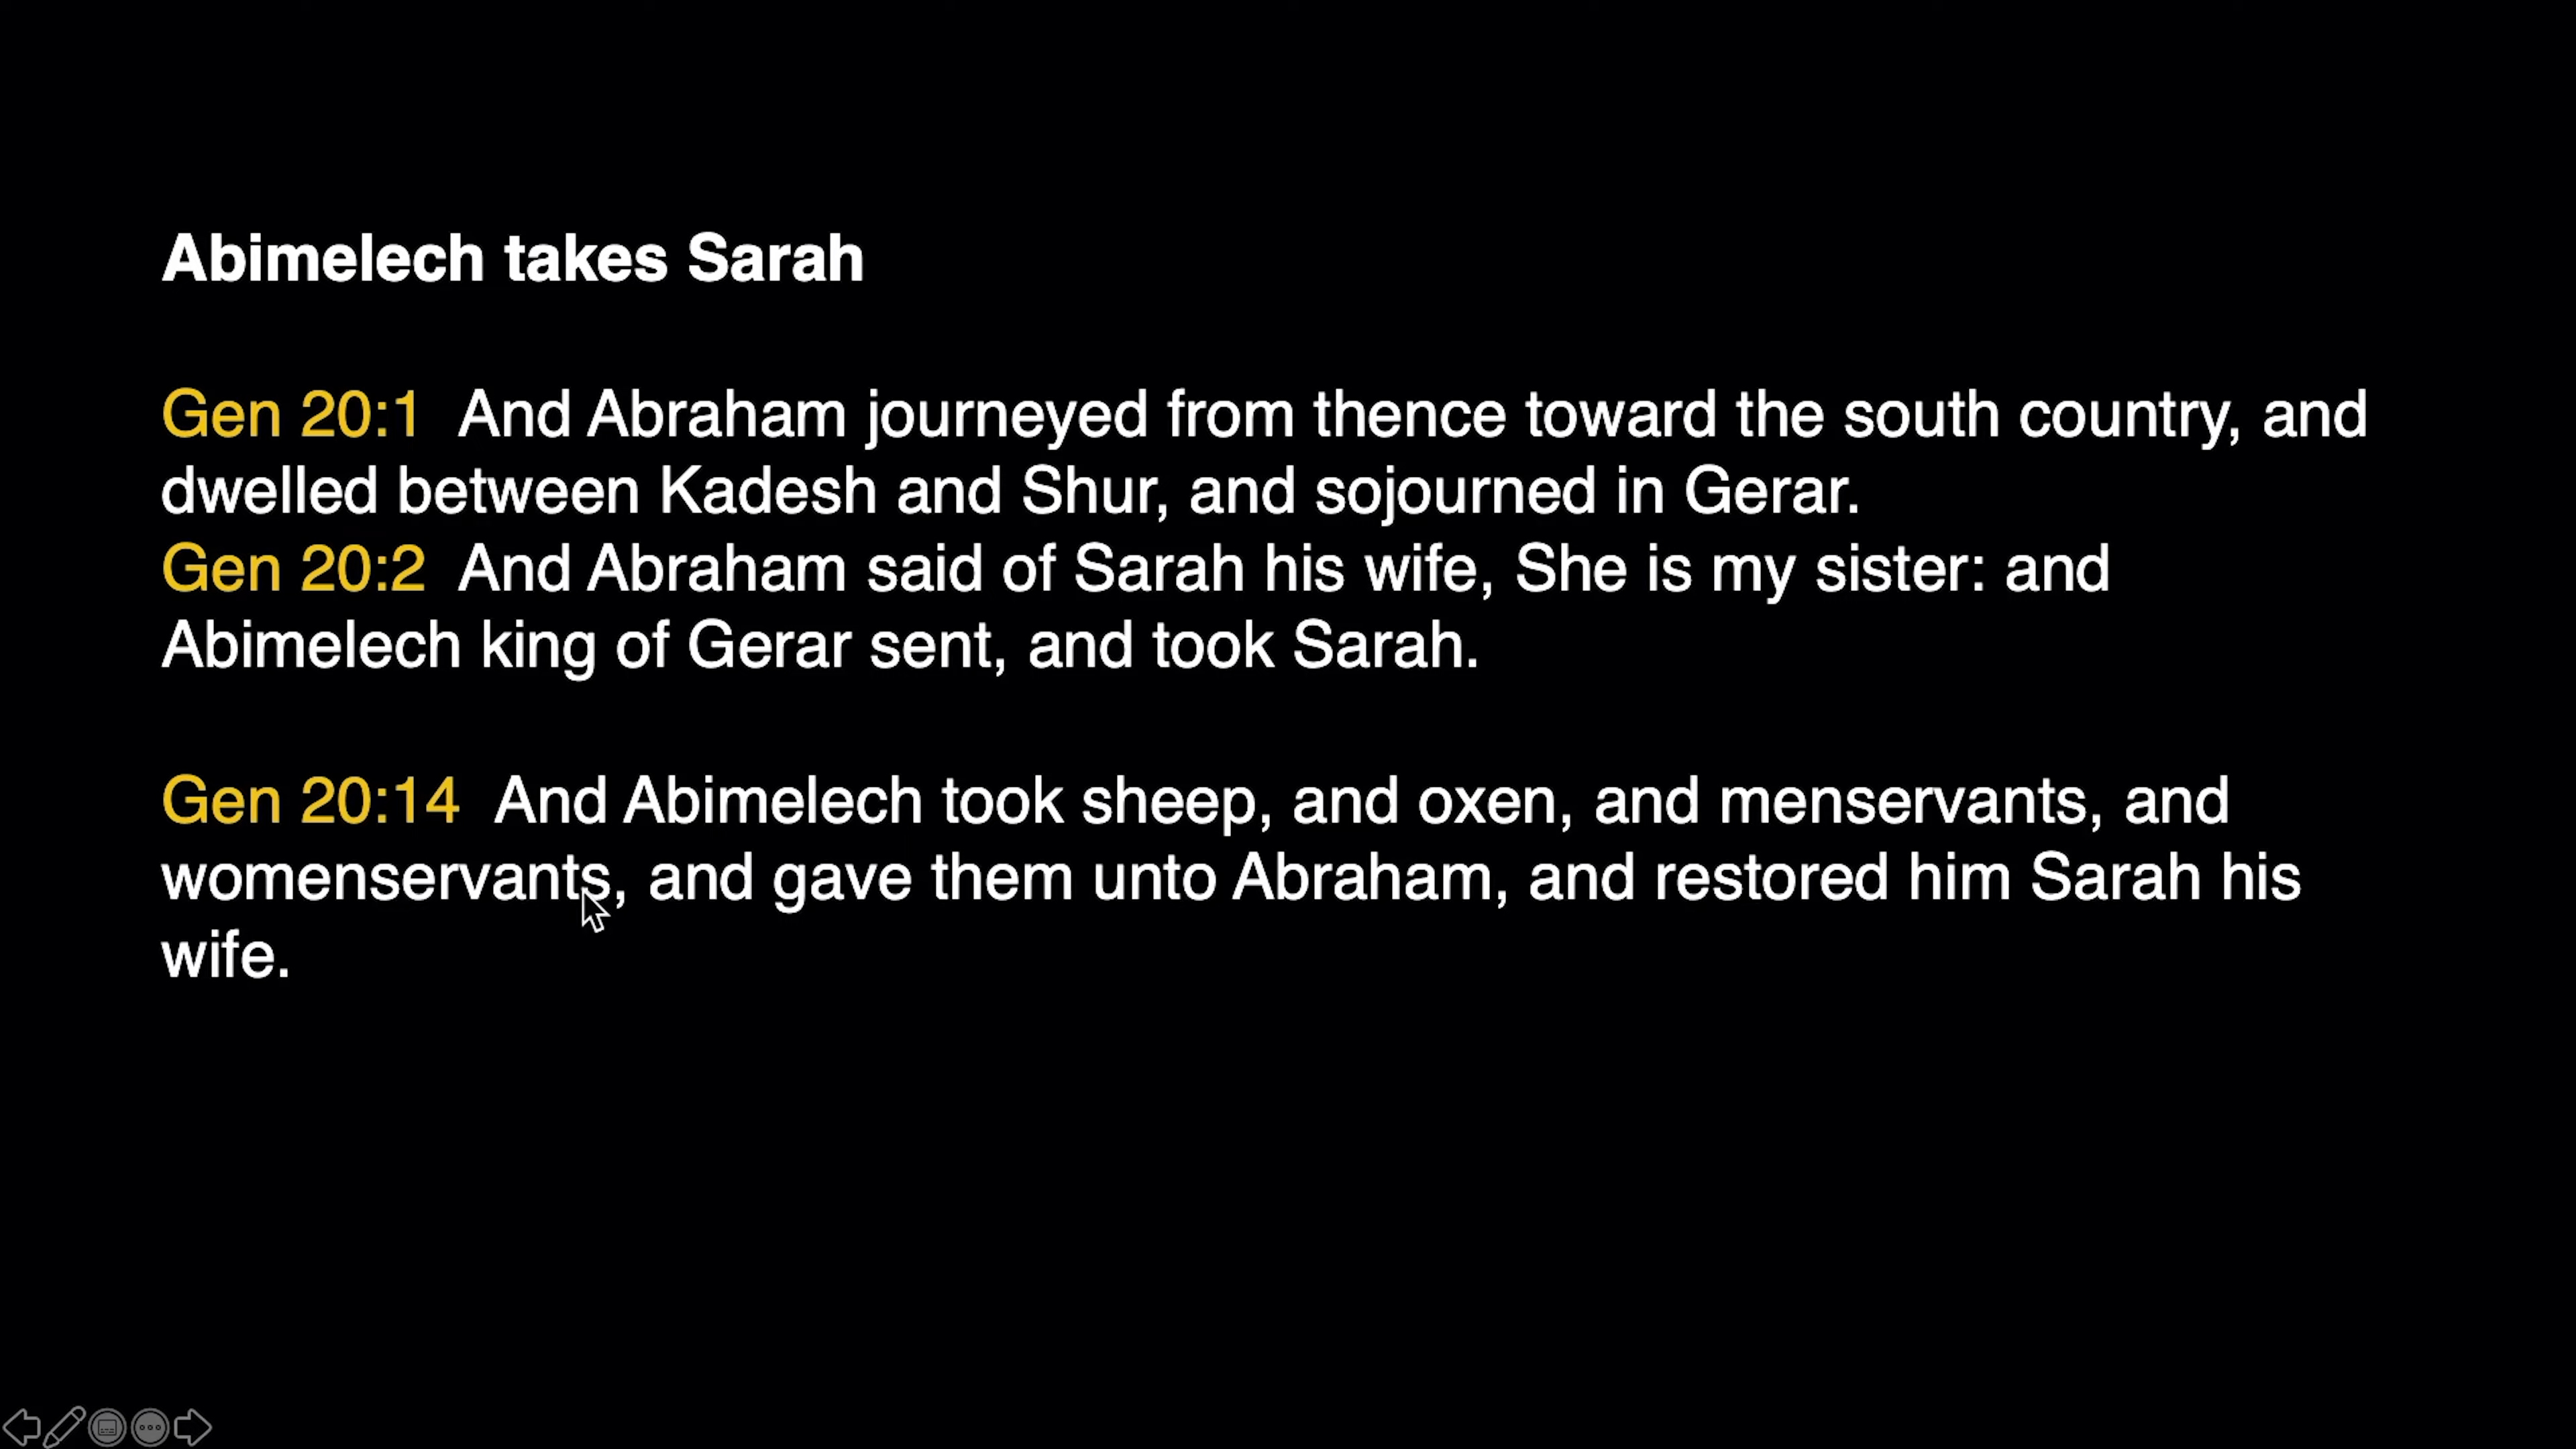 Abimelech takes Sarah
Gen 20:1  And Abraham journeyed from thence toward the south country, and
dwelled between Kadesh and Shur, and sojourned in Gerar.
Gen 20:2  And Abraham said of Sarah his wife, She is my sister: and
Abimelech king of Gerar sent, and took Sarah.
Gen 20:14  And Abimelech took sheep, and oxen, and menservants, and
womenservants, and gave them unto Abraham, and restored him Sarah his
wife.